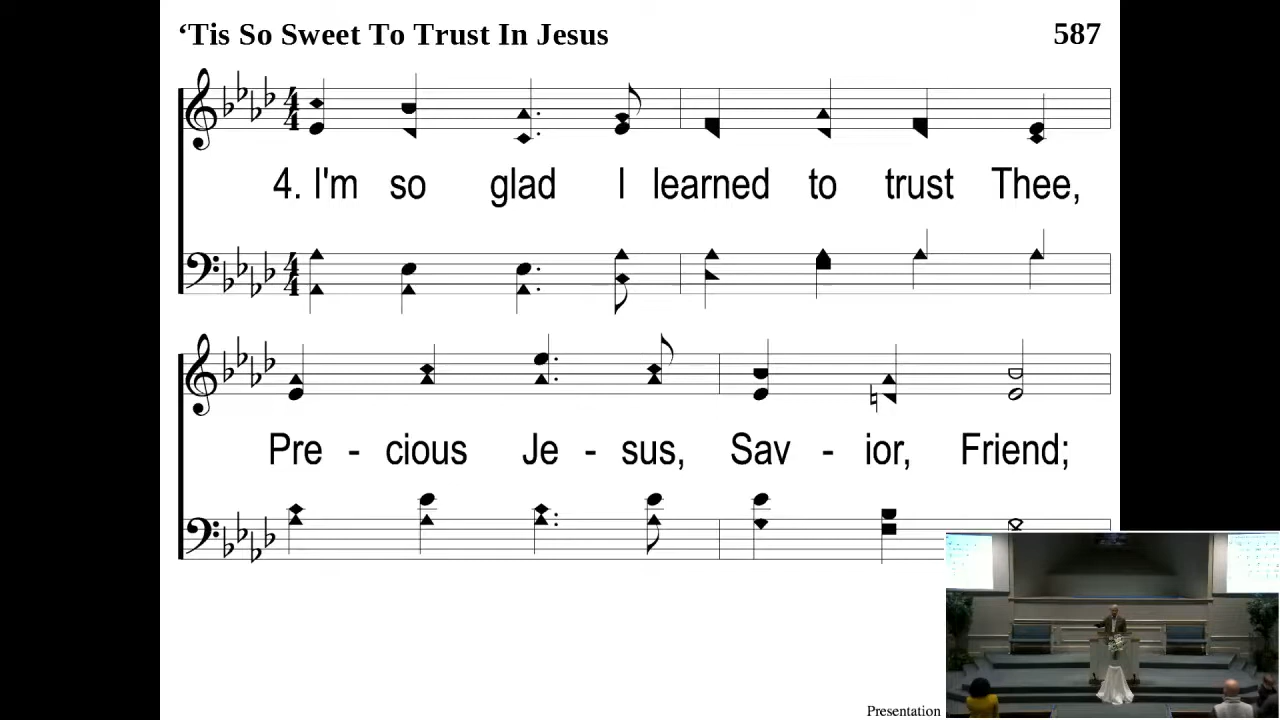 ‘Tis So Sweet To Trust In Jesus 587
4. I'm so glad I learned to trust Thee,
Pre - cious Je - sus, Sav - ior, Friend;
Presentation